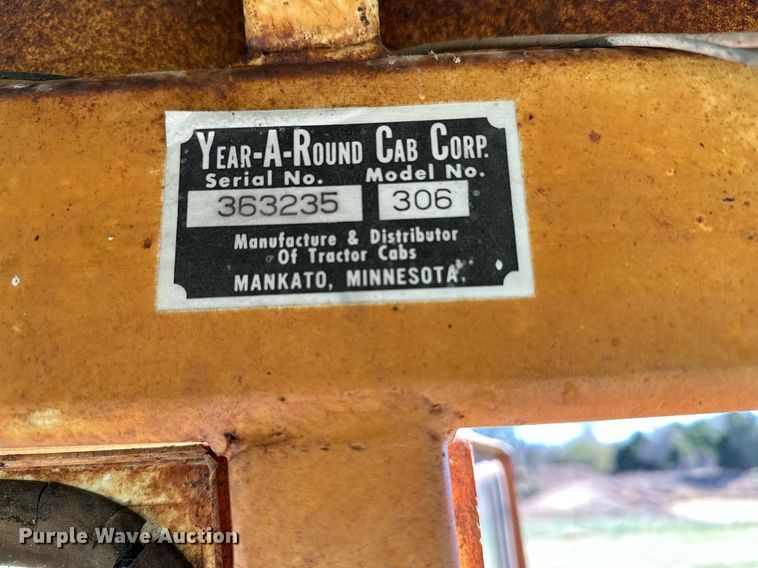 YEAR-A-ROUND CAB CORP.
Serial No. Model No.
363235 306
Manufacture & Distributor
Of Tractor Cabs
MANKATO, MINNESOTA.
Purple Wave Auction®